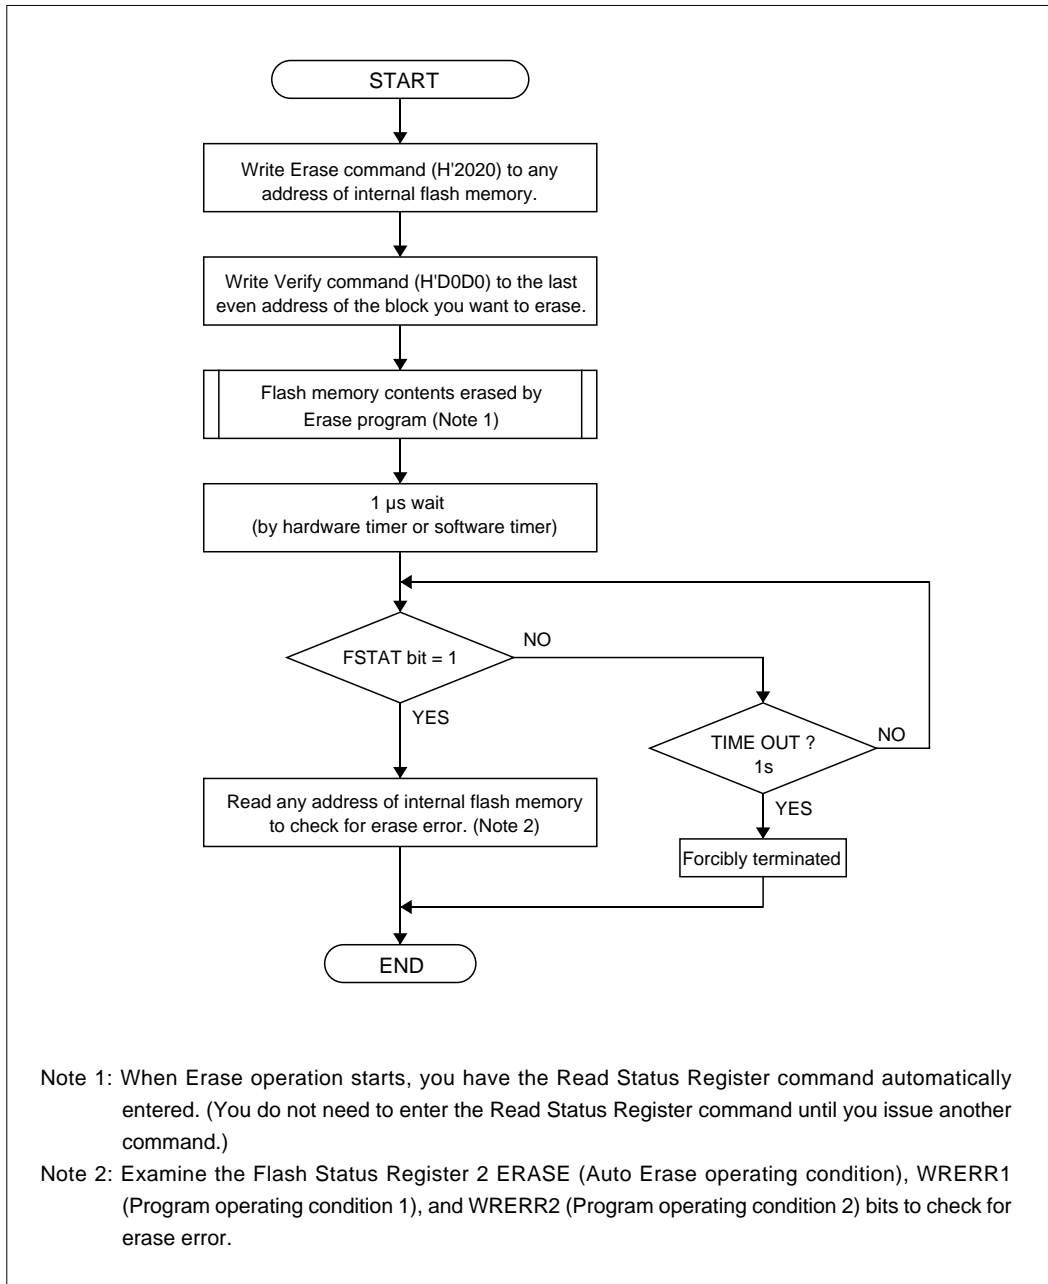 START
Write Erase command (H'2020) to any
address of internal flash memory.
Write Verify command (H'D0D0) to the last
even address of the block you want to erase.
Flash memory contents erased by
Erase program (Note 1)
1 µs wait
(by hardware timer or software timer)
FSTAT bit = 1
NO
YES
TIME OUT ?
1s
NO
YES
Read any address of internal flash memory
to check for erase error. (Note 2)
Forcibly terminated
END
Note 1: When Erase operation starts, you have the Read Status Register command automatically
entered. (You do not need to enter the Read Status Register command until you issue another
command.)
Note 2: Examine the Flash Status Register 2 ERASE (Auto Erase operating condition), WRERR1
(Program operating condition 1), and WRERR2 (Program operating condition 2) bits to check for
erase error.